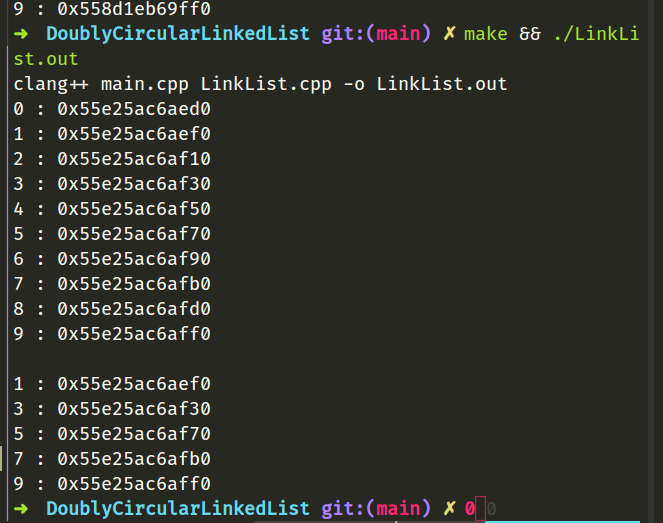 9 : 0x558d1eb69ff0
➜  DoublyCircularLinkedList git:(main) ✗ make && ./LinkLi
st.out
clang++ main.cpp LinkList.cpp -o LinkList.out
0 : 0x55e25ac6aed0
1 : 0x55e25ac6aef0
2 : 0x55e25ac6af10
3 : 0x55e25ac6af30
4 : 0x55e25ac6af50
5 : 0x55e25ac6af70
6 : 0x55e25ac6af90
7 : 0x55e25ac6afb0
8 : 0x55e25ac6afd0
9 : 0x55e25ac6aff0
1 : 0x55e25ac6aef0
3 : 0x55e25ac6af30
5 : 0x55e25ac6af70
7 : 0x55e25ac6afb0
9 : 0x55e25ac6aff0
➜  DoublyCircularLinkedList git:(main) ✗ 0 0